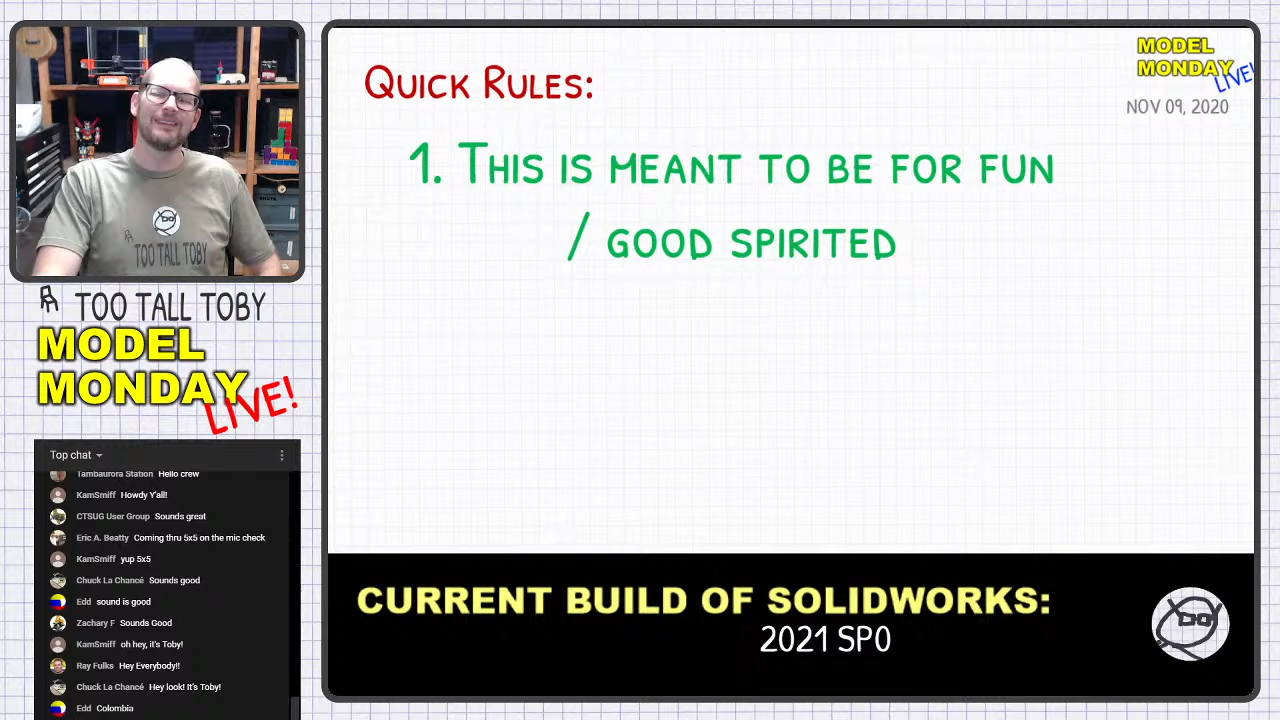 TOO TALL TOBY
TOO TALL TOBY
MODEL
MONDAY
LIVE!
Top chat
Tambaurora Station Hello crew
KamSmiff Howdy Y'all!
CTSUG User Group Sounds great
Eric A. Beatty Coming thru 5x5 on the mic check
KamSmiff yup 5x5
Chuck La Chancé Sounds good
Edd sound is good
Zachary F Sounds Good
KamSmiff oh hey, it's Toby!
Ray Fulks Hey Everybody!!
Chuck La Chancé Hey look! It's Toby!
Edd Colombia
QUICK RULES:
1. THIS IS MEANT TO BE FOR FUN
/ GOOD SPIRITED
MODEL
MONDAY
LIVE!
NOV 09, 2020
CURRENT BUILD OF SOLIDWORKS:
2021 SP0